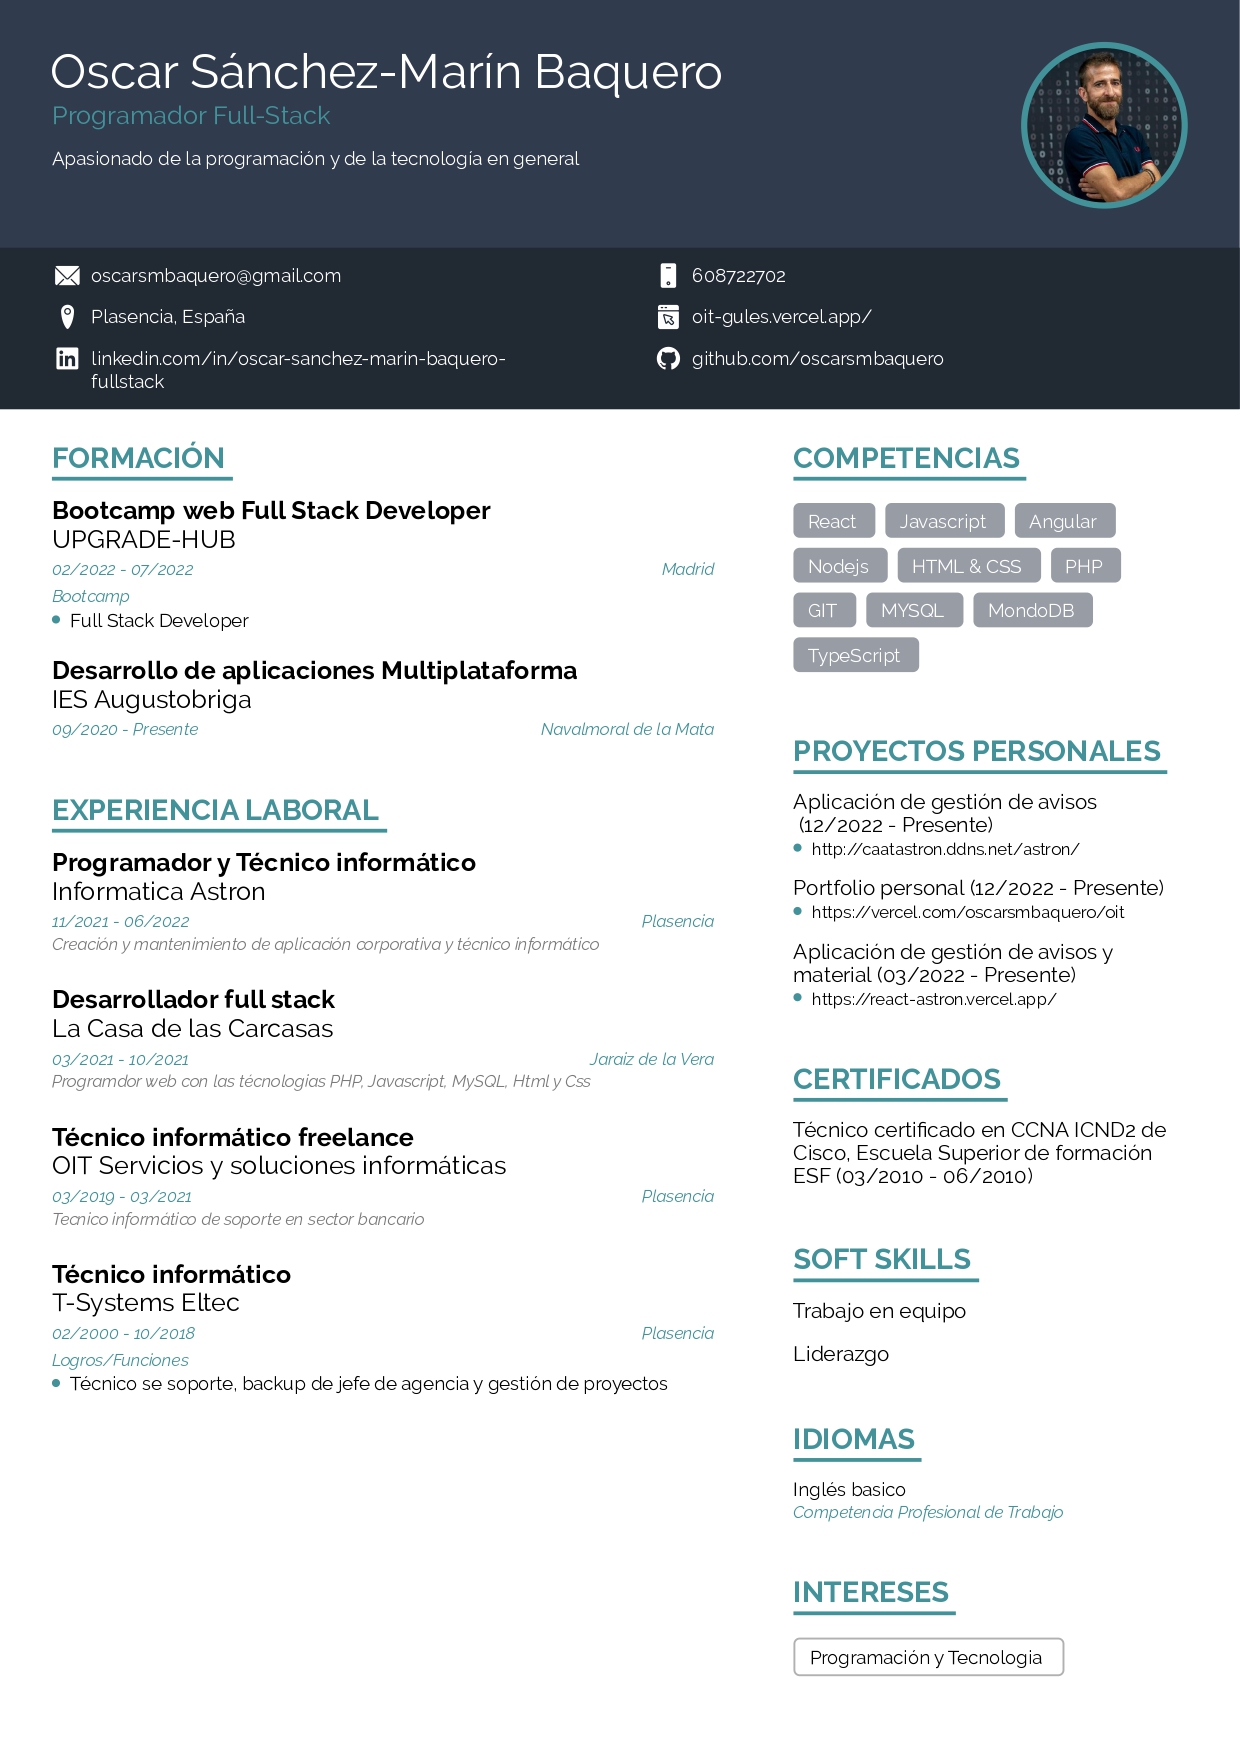 Oscar Sánchez-Marín Baquero
Programador Full-Stack
Apasionado de la programación y de la tecnología en general
oscarsmbaquero@gmail.com
608722702
Plasencia, España
oit-gules.vercel.app/
linkedin.com/in/oscar-sanchez-marin-baquero-
fullstack
github.com/oscarsmbaquero
FORMACIÓN
Bootcamp web Full Stack Developer
UPGRADE-HUB
02/2022 - 07/2022 Madrid
Bootcamp
Full Stack Developer
Desarrollo de aplicaciones Multiplataforma
IES Augustobriga
09/2020 - Presente Navalmoral de la Mata
EXPERIENCIA LABORAL
Programador y Técnico informático
Informatica Astron
11/2021 - 06/2022 Plasencia
Creación y mantenimiento de aplicación corporativa y técnico informático
Desarrollador full stack
La Casa de las Carcasas
03/2021 - 10/2021 Jaraiz de la Vera
Programdor web con las técnologias PHP, Javascript, MySQL, Html y Css
Técnico informático freelance
OIT Servicios y soluciones informáticas
03/2019 - 03/2021 Plasencia
Tecnico informático de soporte en sector bancario
Técnico informático
T-Systems Eltec
02/2000 - 10/2018 Plasencia
Logros/Funciones
Técnico se soporte, backup de jefe de agencia y gestión de proyectos
COMPETENCIAS
React Javascript Angular
Nodejs HTML & CSS PHP
GIT MYSQL MondoDB
TypeScript
PROYECTOS PERSONALES
Aplicación de gestión de avisos
(12/2022 - Presente)
http://caatastron.ddns.net/astron/
Portfolio personal (12/2022 - Presente)
https://vercel.com/oscarsmbaquero/oit
Aplicación de gestión de avisos y
material (03/2022 - Presente)
https://react-astron.vercel.app/
CERTIFICADOS
Técnico certificado en CCNA ICND2 de
Cisco, Escuela Superior de formación
ESF (03/2010 - 06/2010)
SOFT SKILLS
Trabajo en equipo
Liderazgo
IDIOMAS
Inglés basico
Competencia Profesional de Trabajo
INTERESES
Programación y Tecnologia